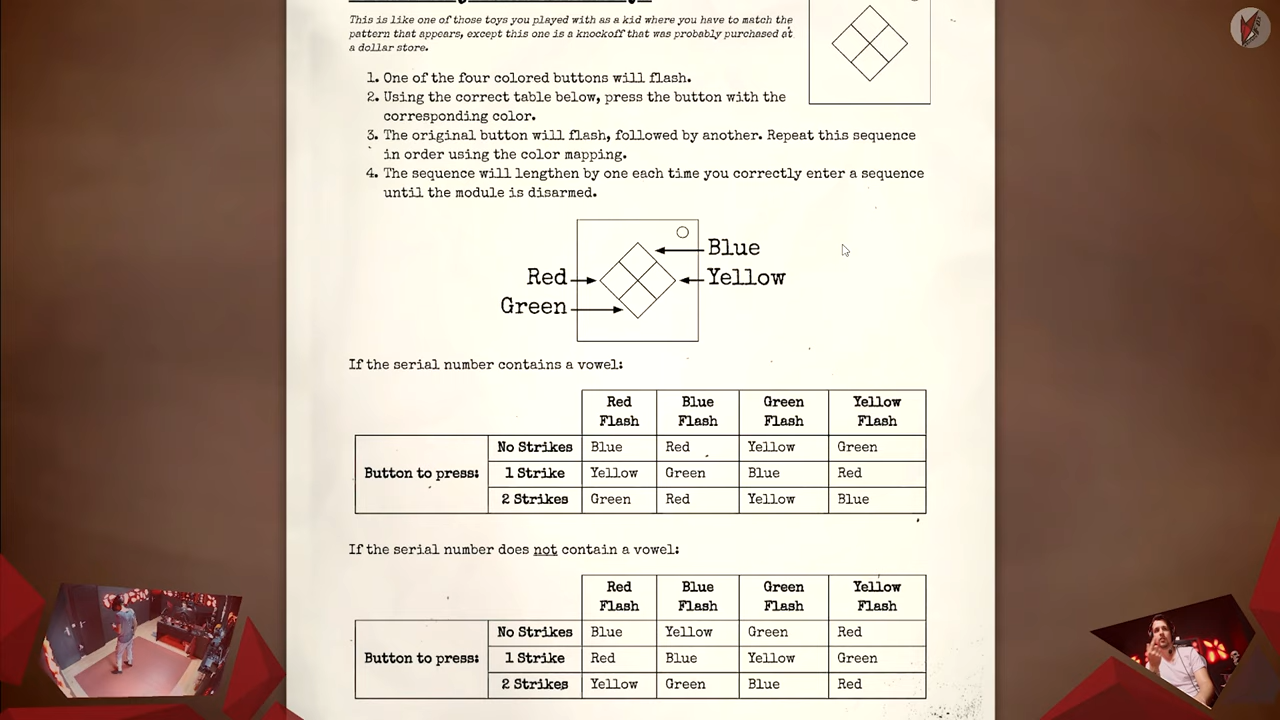 This is like one of those toys you played with as a kid where you have to match the
pattern that appears, except this one is a knockoff that was probably purchased at
a dollar store.
1. One of the four colored buttons will flash.
2. Using the correct table below, press the button with the
corresponding color.
3. The original button will flash, followed by another. Repeat this sequence
in order using the color mapping.
4. The sequence will lengthen by one each time you correctly enter a sequence
until the module is disarmed.
Blue
Red
Yellow
Green
If the serial number contains a vowel:
Red Flash Blue Flash Green Flash Yellow Flash
Button to press:
No Strikes Blue Red Yellow Green
1 Strike Yellow Green Blue Red
2 Strikes Green Red Yellow Blue
If the serial number does not contain a vowel:
Red Flash Blue Flash Green Flash Yellow Flash
Button to press:
No Strikes Blue Yellow Green Red
1 Strike Red Blue Yellow Green
2 Strikes Yellow Green Blue Red